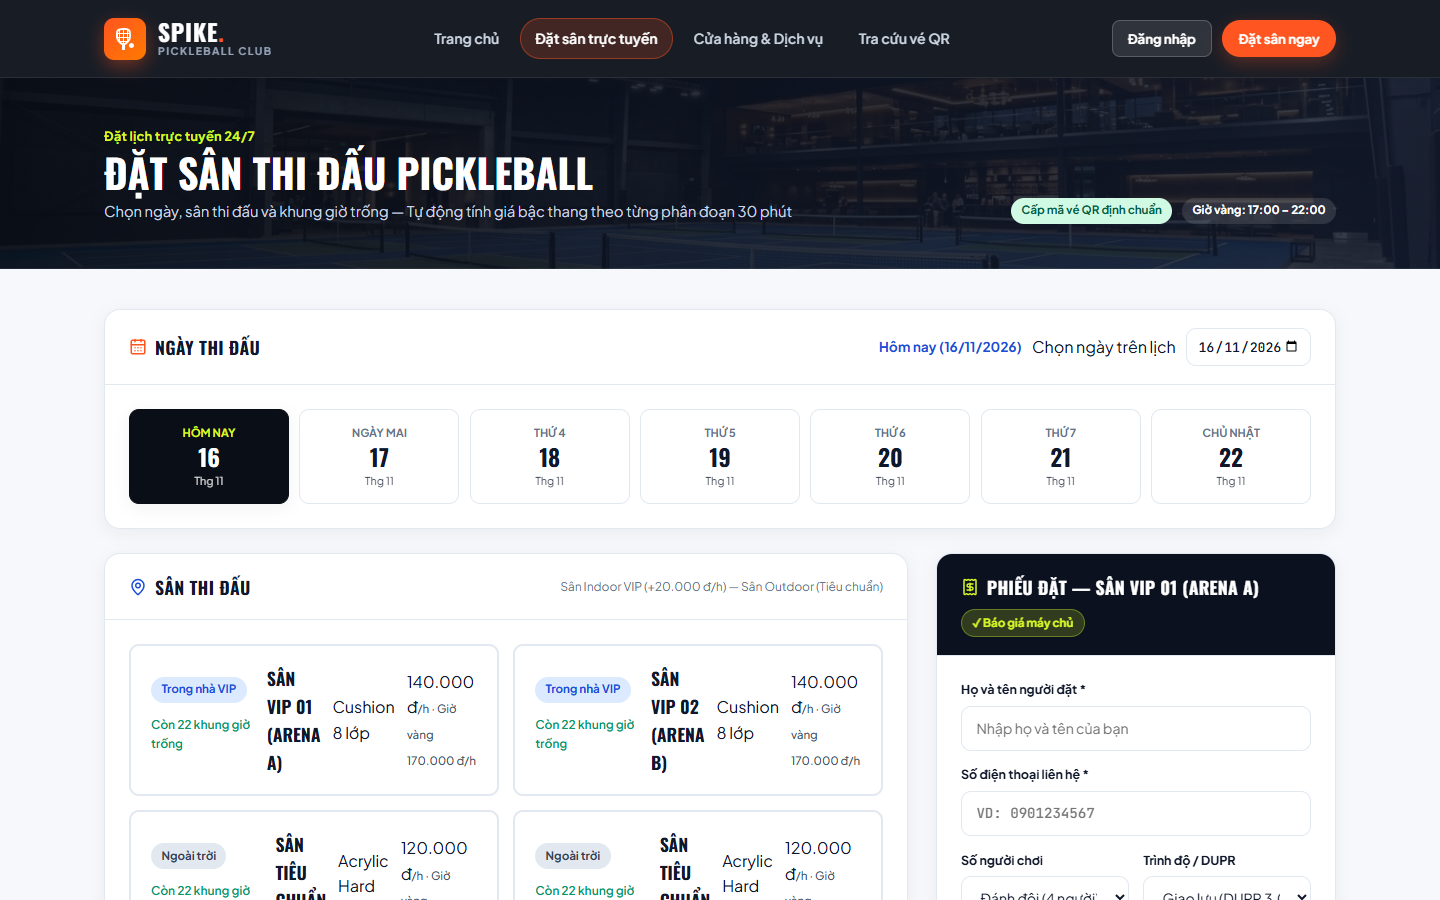 SPIKE.
PICKLEBALL CLUB
Trang chủ
Đặt sân trực tuyến
Cửa hàng & Dịch vụ
Tra cứu vé QR
Đăng nhập
Đặt sân ngay
Đặt lịch trực tuyến 24/7
ĐẶT SÂN THI ĐẤU PICKLEBALL
Chọn ngày, sân thi đấu và khung giờ trống — Tự động tính giá bậc thang theo từng phân đoạn 30 phút
Cấp mã vé QR định chuẩn
Giờ vàng: 17:00 – 22:00
NGÀY THI ĐẤU
Hôm nay (16/11/2026)
Chọn ngày trên lịch
16/11/2026
HÔM NAY
16
Thg 11
NGÀY MAI
17
Thg 11
THỨ 4
18
Thg 11
THỨ 5
19
Thg 11
THỨ 6
20
Thg 11
THỨ 7
21
Thg 11
CHỦ NHẬT
22
Thg 11
SÂN THI ĐẤU
Sân Indoor VIP (+20.000 đ/h) — Sân Outdoor (Tiêu chuẩn)
Trong nhà VIP
Còn 22 khung giờ
trống
SÂN
VIP 01
(ARENA
A)
Cushion
8 lớp
140.000
đ/h · Giờ
vàng
170.000 đ/h
Trong nhà VIP
Còn 22 khung giờ
trống
SÂN
VIP 02
(ARENA
B)
Cushion
8 lớp
140.000
đ/h · Giờ
vàng
170.000 đ/h
Ngoài trời
Còn 22 khung giờ
SÂN
TIÊU
CHUẨN
Acrylic
Hard
120.000
đ/h · Giờ
vàng
Ngoài trời
Còn 22 khung giờ
SÂN
TIÊU
CHUẨN
Acrylic
Hard
120.000
đ/h · Giờ
vàng
PHIẾU ĐẶT — SÂN VIP 01 (ARENA A)
✓ Báo giá máy chủ
Họ và tên người đặt *
Nhập họ và tên của bạn
Số điện thoại liên hệ *
VD: 0901234567
Số người chơi
Đánh đôi (4 người)
Trình độ / DUPR
Giao lưu (DUPR 3.